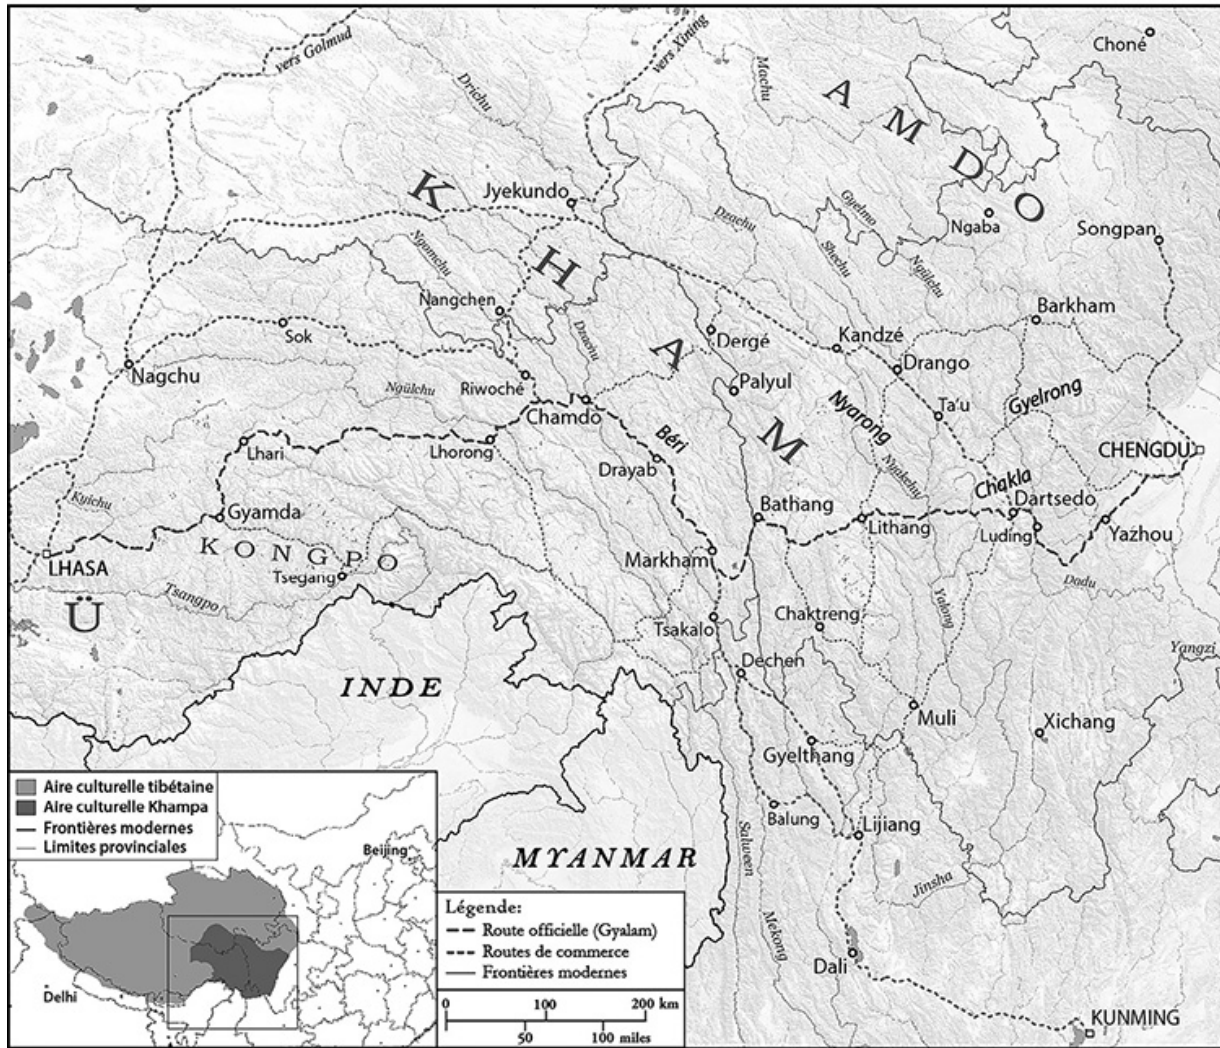 vers Golmud
vers Xining
Choné
Drichu
Machu
AMDO
KHAM
Jyekundo
Ngaba
Songpan
Dzachu
Gyelmo
Ngülchu
Shechu
Ngomchu
Nangchen
Dzachu
Sok
Nagchu
Dergé
Kandzé
Barkham
Drango
Riwoché
Ngülchu
Chamdo
Palyul
Nyarong
Ta'u
Gyelrong
Béri
Lhari
Lhorong
Drayab
Nyakchu
Chakla
CHENGDU
Kyichu
Gyamda
Bathang
Lithang
Dartsedo
Luding
Yazhou
KONGPO
LHASA
Tsegang
Markham
Dadu
Ü
Tsangpo
Tsakalo
Chaktreng
Yalong
Yangzi
Dechen
INDE
Muli
Xichang
Gyelthang
Balung
Lijiang
MYANMAR
Salween
Jinsha
Mekong
Dali
KUNMING
Aire culturelle tibétaine
Aire culturelle Khampa
Frontières modernes
Limites provinciales
Beijing
Delhi
Légende:
Route officielle (Gyalam)
Routes de commerce
Frontières modernes
0 100 200 km
50 100 miles